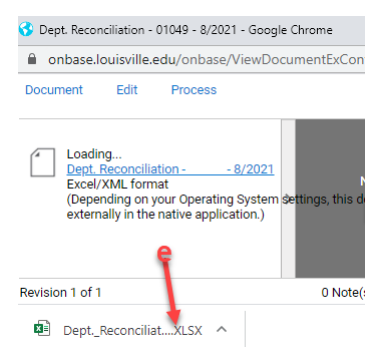 Dept. Reconciliation - 01049 - 8/2021 - Google Chrome
onbase.louisville.edu/onbase/ViewDocumentExCon
Document Edit Process
Loading...
Dept. Reconciliation - - 8/2021
Excel/XML format
(Depending on your Operating System settings, this d
externally in the native application.)
e
Revision 1 of 1 0 Note(
Dept._Reconciliat....XLSX